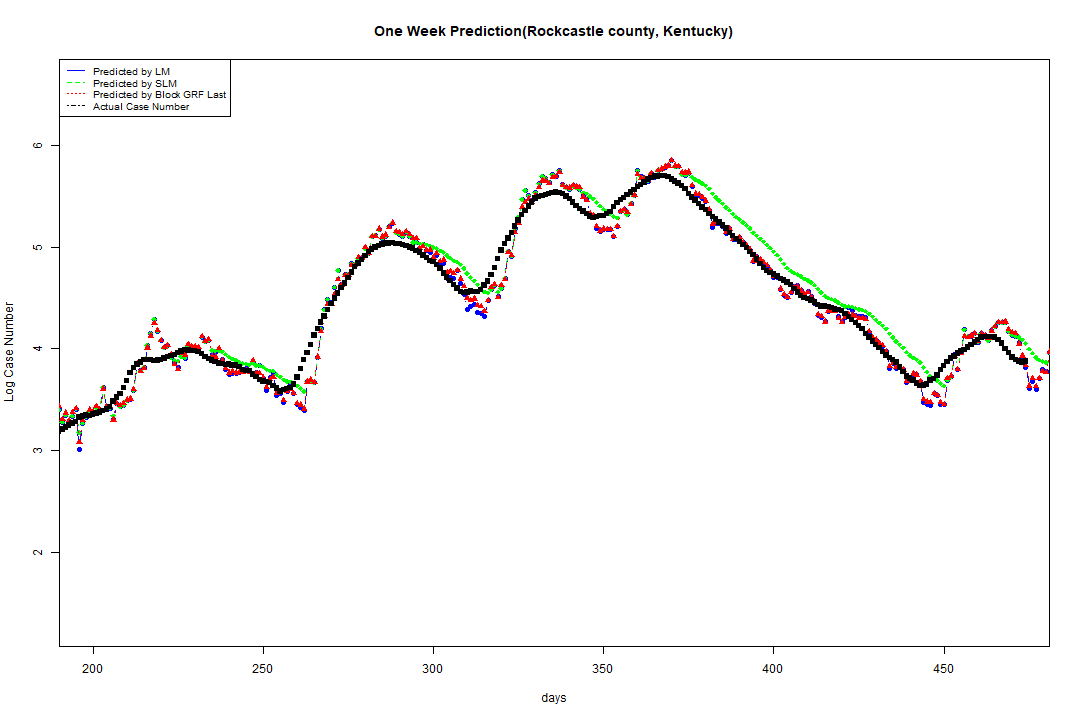 One Week Prediction(Rockcastle county, Kentucky)
Predicted by LM
Predicted by SLM
Predicted by Block GRF Last
Actual Case Number
Log Case Number
6
5
4
3
2
200 250 300 350 400 450
days